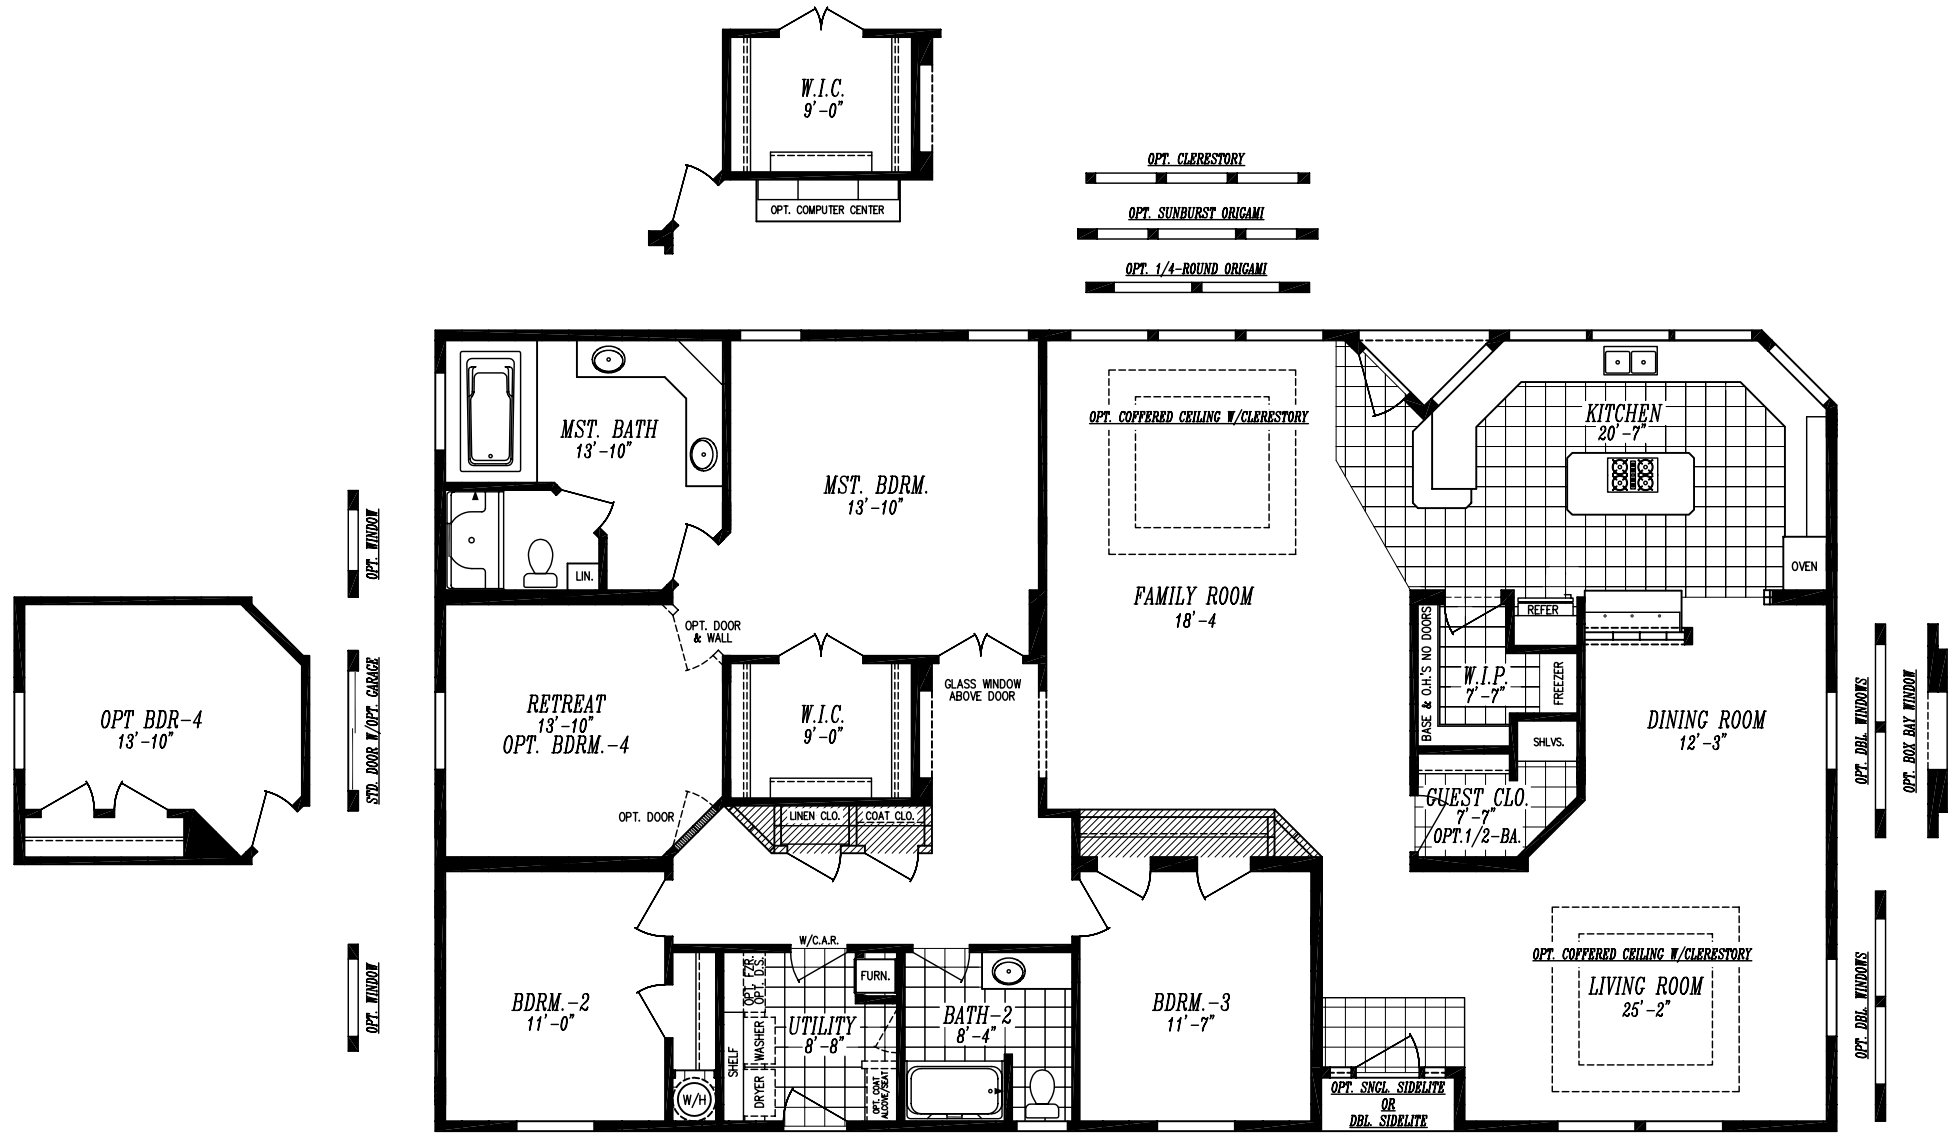 W.I.C.
9'-0"
OPT. COMPUTER CENTER
OPT. CLERESTORY
OPT. SUNBURST ORIGAMI
OPT. 1/4-ROUND ORIGAMI
MST. BATH
13'-10"
LIN.
MST. BDRM.
13'-10"
OPT. COFFERED CEILING W/CLERESTORY
FAMILY ROOM
18'-4
KITCHEN
20'-7"
OVEN
REFER
BASE & O.H.'S NO DOORS
W.I.P.
7'-7"
FREEZER
SHLVS.
GUEST CLO.
7'-7"
OPT.1/2-BA.
DINING ROOM
12'-3"
OPT. DBL. WINDOWS
OPT. BOX BAY WINDOW
OPT. WINDOW
STD. DOOR W/OPT. GARAGE
OPT. WINDOW
OPT BDR-4
13'-10"
OPT. DOOR
& WALL
RETREAT
13'-10"
OPT. BDRM.-4
OPT. DOOR
W.I.C.
9'-0"
GLASS WINDOW
ABOVE DOOR
LINEN CLO.
COAT CLO.
BDRM.-2
11'-0"
W/H
W/C.A.R.
OPT. FZR.
OPT. D.S.
FURN.
UTILITY
8'-8"
SHELF
WASHER
DRYER
OPT. COAT
ALCOVE/SEAT
BATH-2
8'-4"
BDRM.-3
11'-7"
OPT. SNGL. SIDELITE
OR
DBL. SIDELITE
OPT. COFFERED CEILING W/CLERESTORY
LIVING ROOM
25'-2"
OPT. DBL. WINDOWS